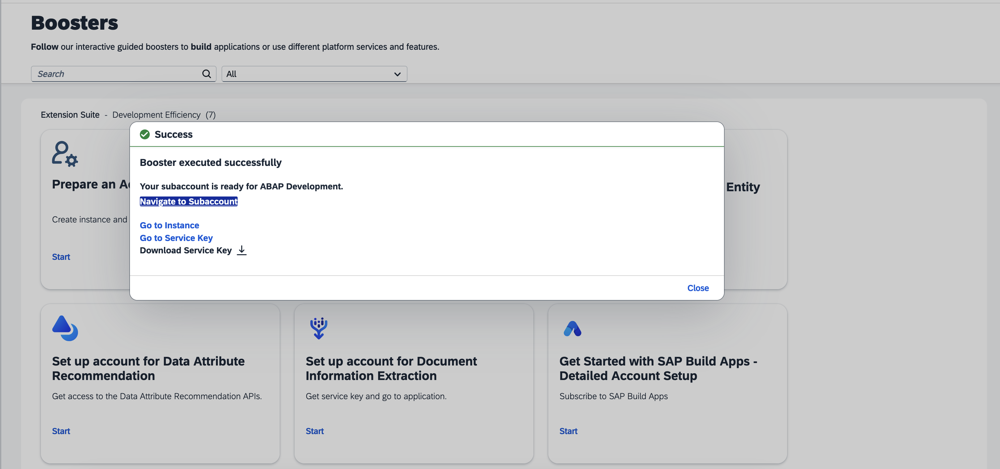 Boosters
Follow our interactive guided boosters to build applications or use different platform services and features.
Search
All
Extension Suite - Development Efficiency (7)
Success
Booster executed successfully
Your subaccount is ready for ABAP Development.
Navigate to Subaccount
Go to Instance
Go to Service Key
Download Service Key
Close
Prepare an
Entity
Create instance and
Start
Set up account for Data Attribute
Recommendation
Get access to the Data Attribute Recommendation APIs.
Start
Set up account for Document
Information Extraction
Get service key and go to application.
Start
Get Started with SAP Build Apps -
Detailed Account Setup
Subscribe to SAP Build Apps
Start